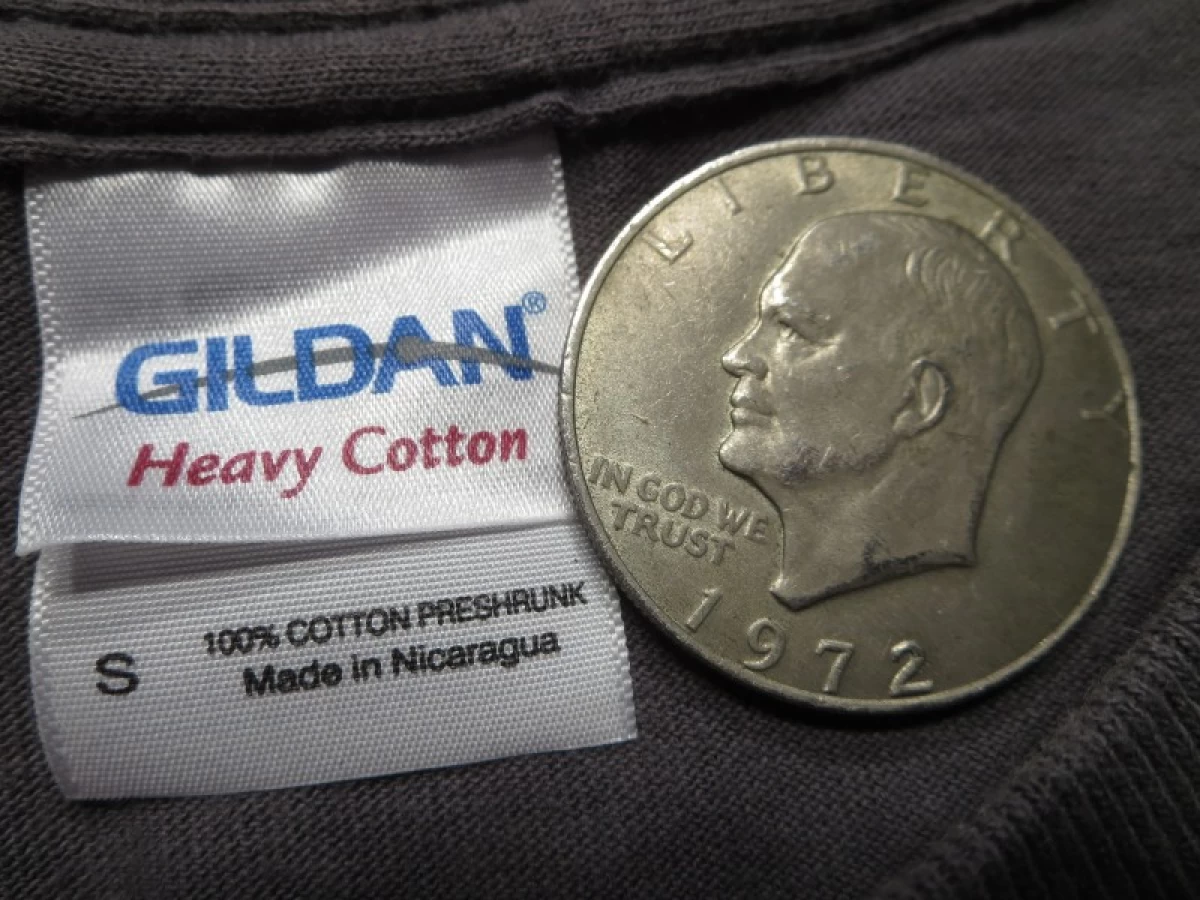 GILDAN®
Heavy Cotton
S
100% COTTON PRESHRUNK
Made in Nicaragua
LIBERTY
IN GOD WE
TRUST
1972